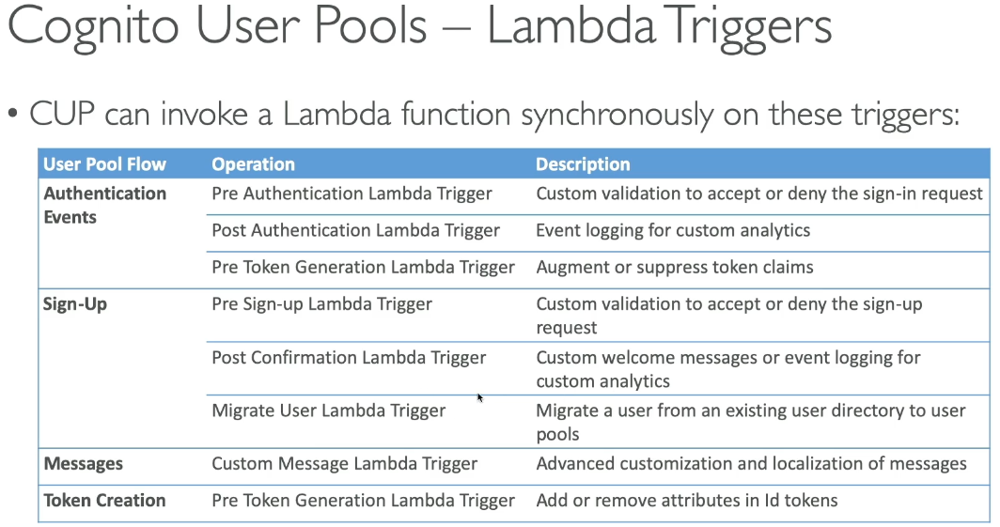 Cognito User Pools – Lambda Triggers
• CUP can invoke a Lambda function synchronously on these triggers:
User Pool Flow Operation Description
Authentication Events Pre Authentication Lambda Trigger Custom validation to accept or deny the sign-in request
Post Authentication Lambda Trigger Event logging for custom analytics
Pre Token Generation Lambda Trigger Augment or suppress token claims
Sign-Up Pre Sign-up Lambda Trigger Custom validation to accept or deny the sign-up
request
Post Confirmation Lambda Trigger Custom welcome messages or event logging for
custom analytics
Migrate User Lambda Trigger Migrate a user from an existing user directory to user
pools
Messages Custom Message Lambda Trigger Advanced customization and localization of messages
Token Creation Pre Token Generation Lambda Trigger Add or remove attributes in Id tokens